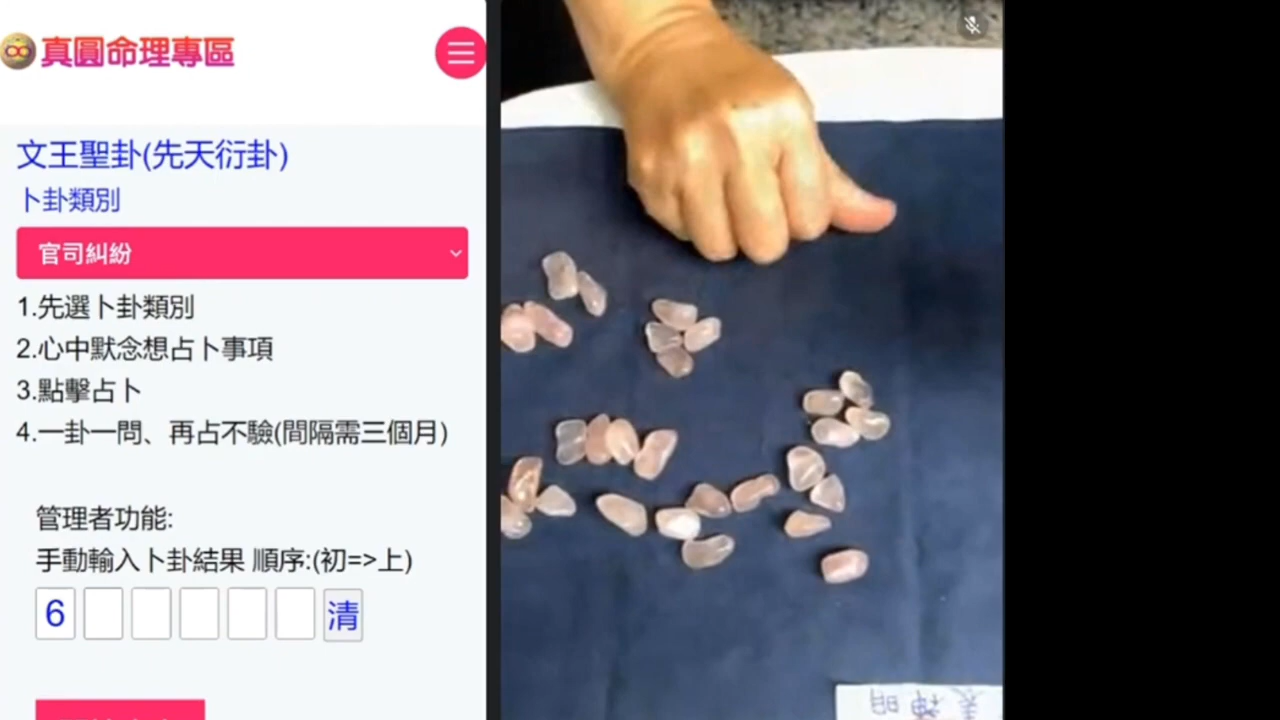 真圓命理專區
文王聖卦(先天衍卦)
卜卦類別
官司糾紛
1.先選卜卦類別
2.心中默念想占卜事項
3.點擊占卜
4.一卦一問、再占不驗(間隔需三個月)
管理者功能:
手動輸入卜卦結果 順序:(初=>上)
6 清